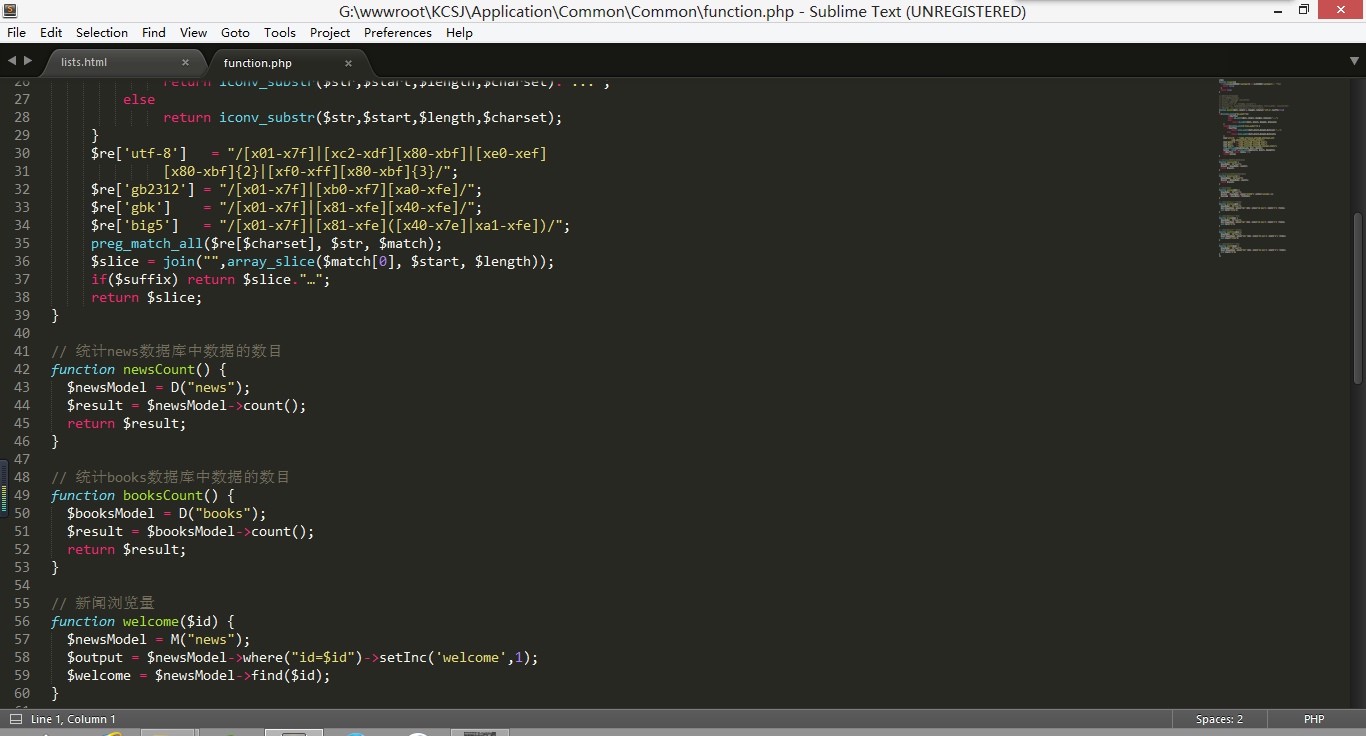 G:\wwwroot\KCSJ\Application\Common\Common\function.php - Sublime Text (UNREGISTERED)
File Edit Selection Find View Goto Tools Project Preferences Help
lists.html × function.php ×
26 return iconv_substr($str,$start,$length,$charset)."...";
27 else
28 return iconv_substr($str,$start,$length,$charset);
29 }
30 $re['utf-8'] = "/[x01-x7f]|[xc2-xdf][x80-xbf]|[xe0-xef]
31 [x80-xbf]{2}|[xf0-xff][x80-xbf]{3}/";
32 $re['gb2312'] = "/[x01-x7f]|[xb0-xf7][xa0-xfe]/";
33 $re['gbk'] = "/[x01-x7f]|[x81-xfe][x40-xfe]/";
34 $re['big5'] = "/[x01-x7f]|[x81-xfe]([x40-x7e]|xa1-xfe])/";
35 preg_match_all($re[$charset], $str, $match);
36 $slice = join("",array_slice($match[0], $start, $length));
37 if($suffix) return $slice."…";
38 return $slice;
39 }
40
41 // 统计news数据库中数据的数目
42 function newsCount() {
43 $newsModel = D("news");
44 $result = $newsModel->count();
45 return $result;
46 }
47
48 // 统计books数据库中数据的数目
49 function booksCount() {
50 $booksModel = D("books");
51 $result = $booksModel->count();
52 return $result;
53 }
54
55 // 新闻浏览量
56 function welcome($id) {
57 $newsModel = M("news");
58 $output = $newsModel->where("id=$id")->setInc('welcome',1);
59 $welcome = $newsModel->find($id);
60 }
Line 1, Column 1 Spaces: 2 PHP